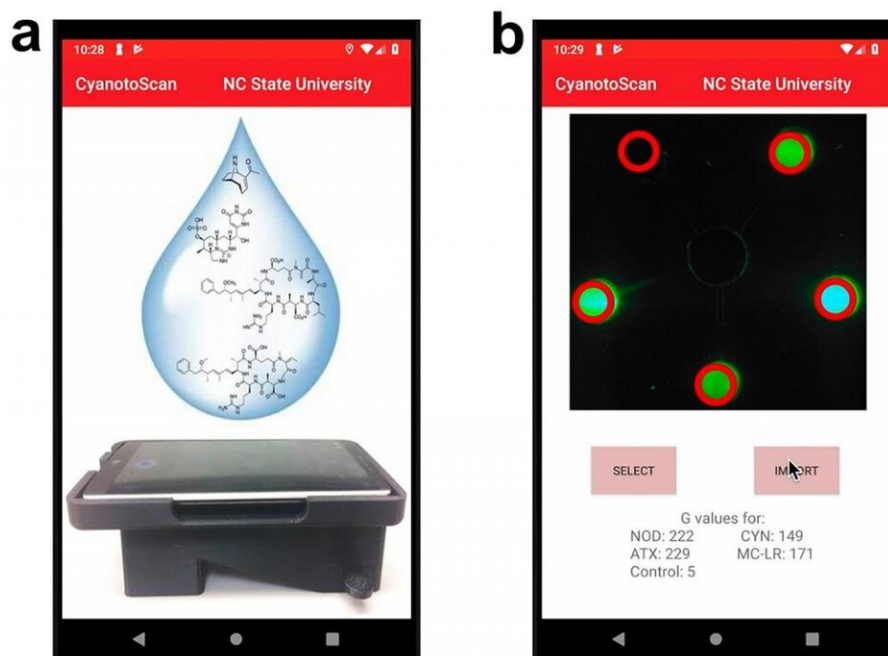 a
10:28
CyanotoScan NC State University
b
10:29
CyanotoScan NC State University
SELECT
G values for:
NOD: 222 CYN: 149
ATX: 229 MC-LR: 171
Control: 5